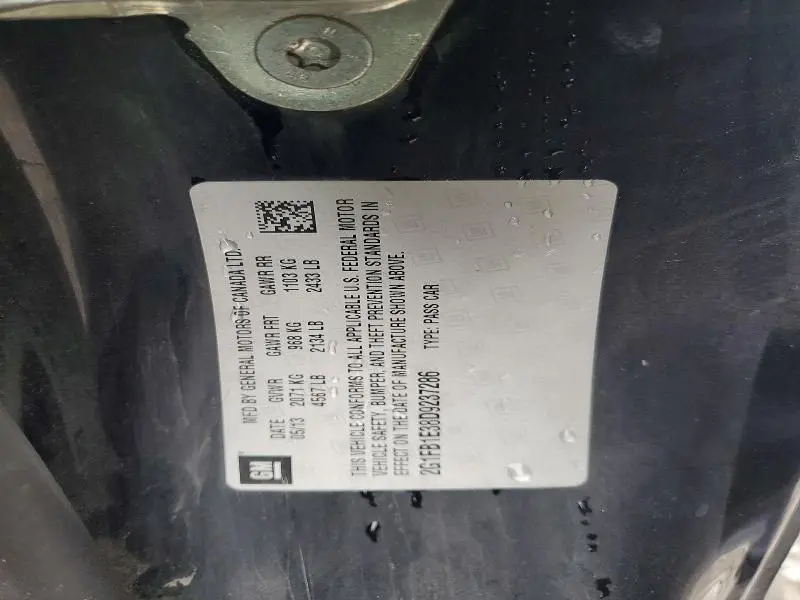 GM
MFD BY GENERAL MOTORS OF CANADA LTD
DATE GVWR GAWR FRT GAWR RR
05/13 2071 KG 968 KG 1103 KG
4567 LB 2134 LB 2433 LB
THIS VEHICLE CONFORMS TO ALL APPLICABLE U.S. FEDERAL MOTOR
VEHICLE SAFETY, BUMPER, AND THEFT PREVENTION STANDARDS IN
EFFECT ON THE DATE OF MANUFACTURE SHOWN ABOVE.
2G1FB1E38D9237286 TYPE: PASS CAR